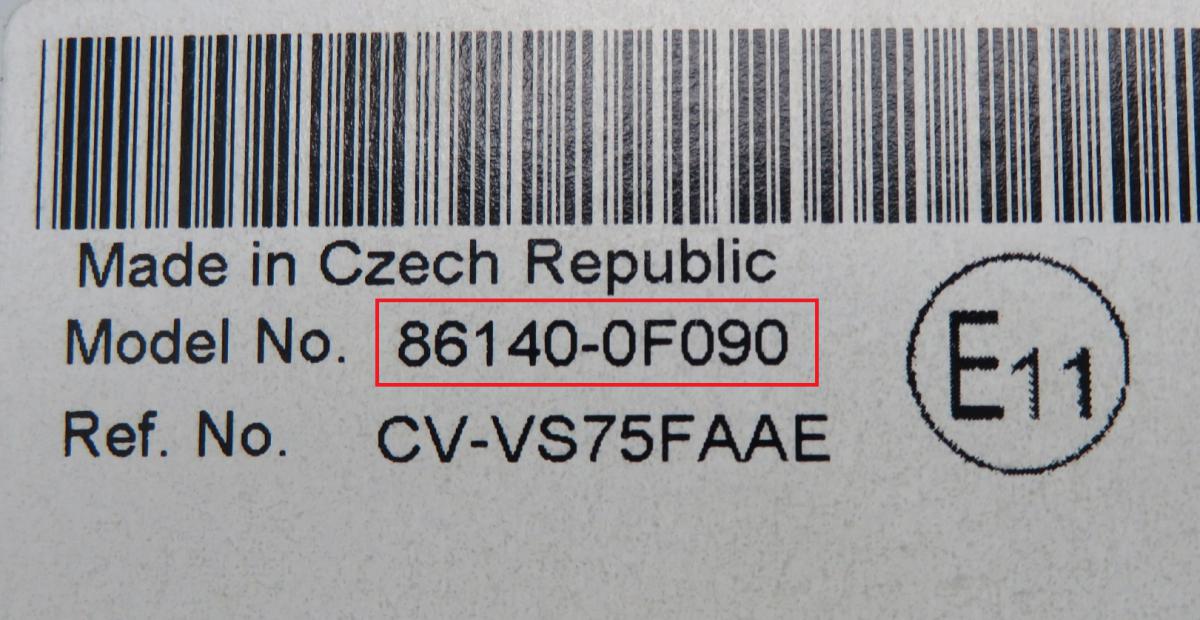 Made in Czech Republic
Model No. 86140-0F090
Ref. No. CV-VS75FAAE
E11